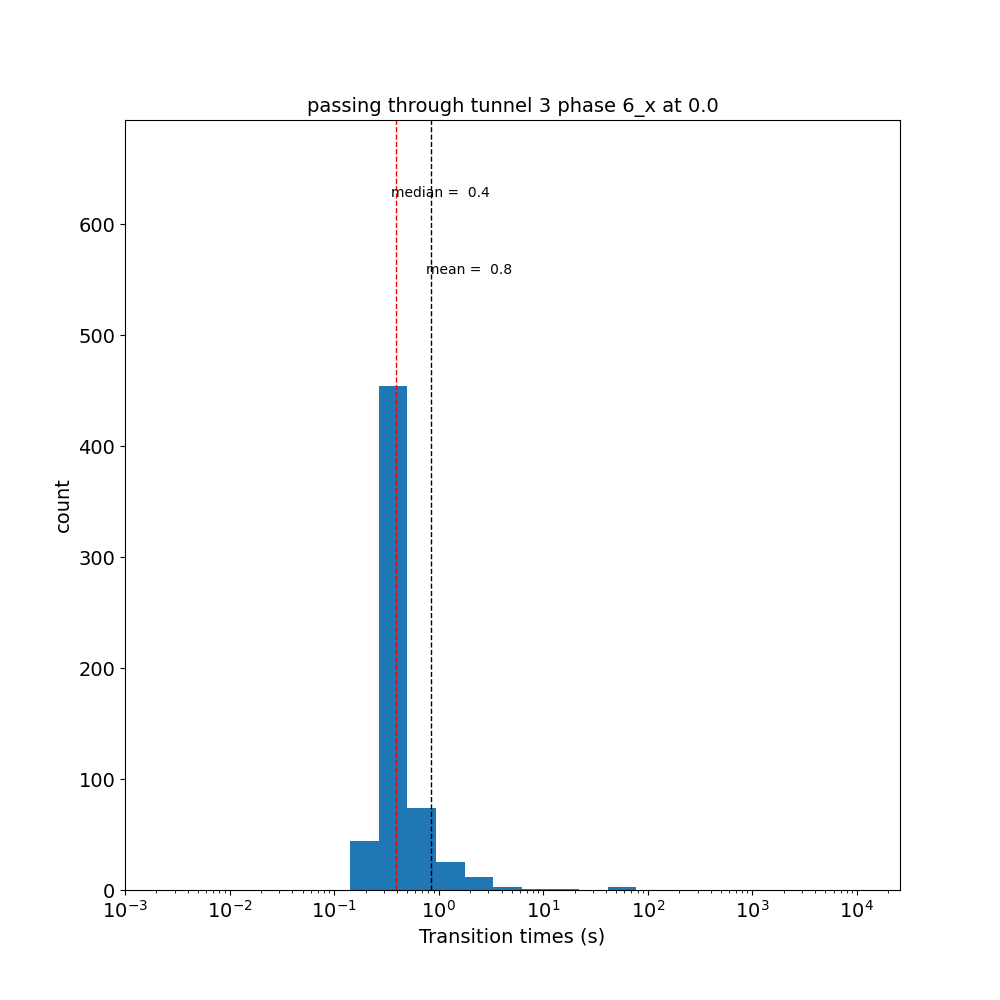 passing through tunnel 3 phase 6_x at 0.0
median =  0.4
mean =  0.8
600
500
400
300
200
100
0
count
10⁻³ 10⁻² 10⁻¹ 10⁰ 10¹ 10² 10³ 10⁴
Transition times (s)